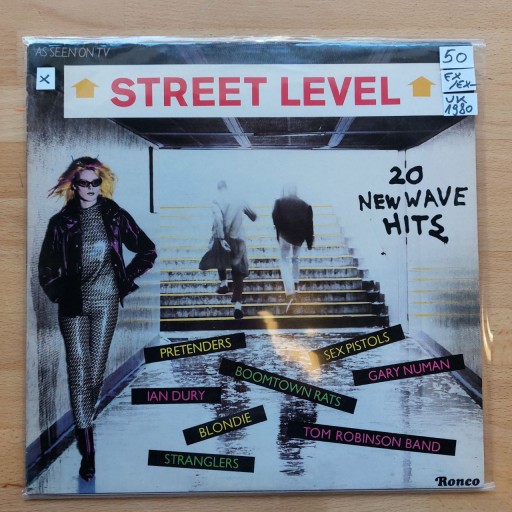 AS SEEN ON TV
X
STREET LEVEL
50
EX
/EX-
UK
1980
20
NEW WAVE
HITS
PRETENDERS
SEX PISTOLS
GARY NUMAN
BOOMTOWN RATS
IAN DURY
BLONDIE
TOM ROBINSON BAND
STRANGLERS
Ronco